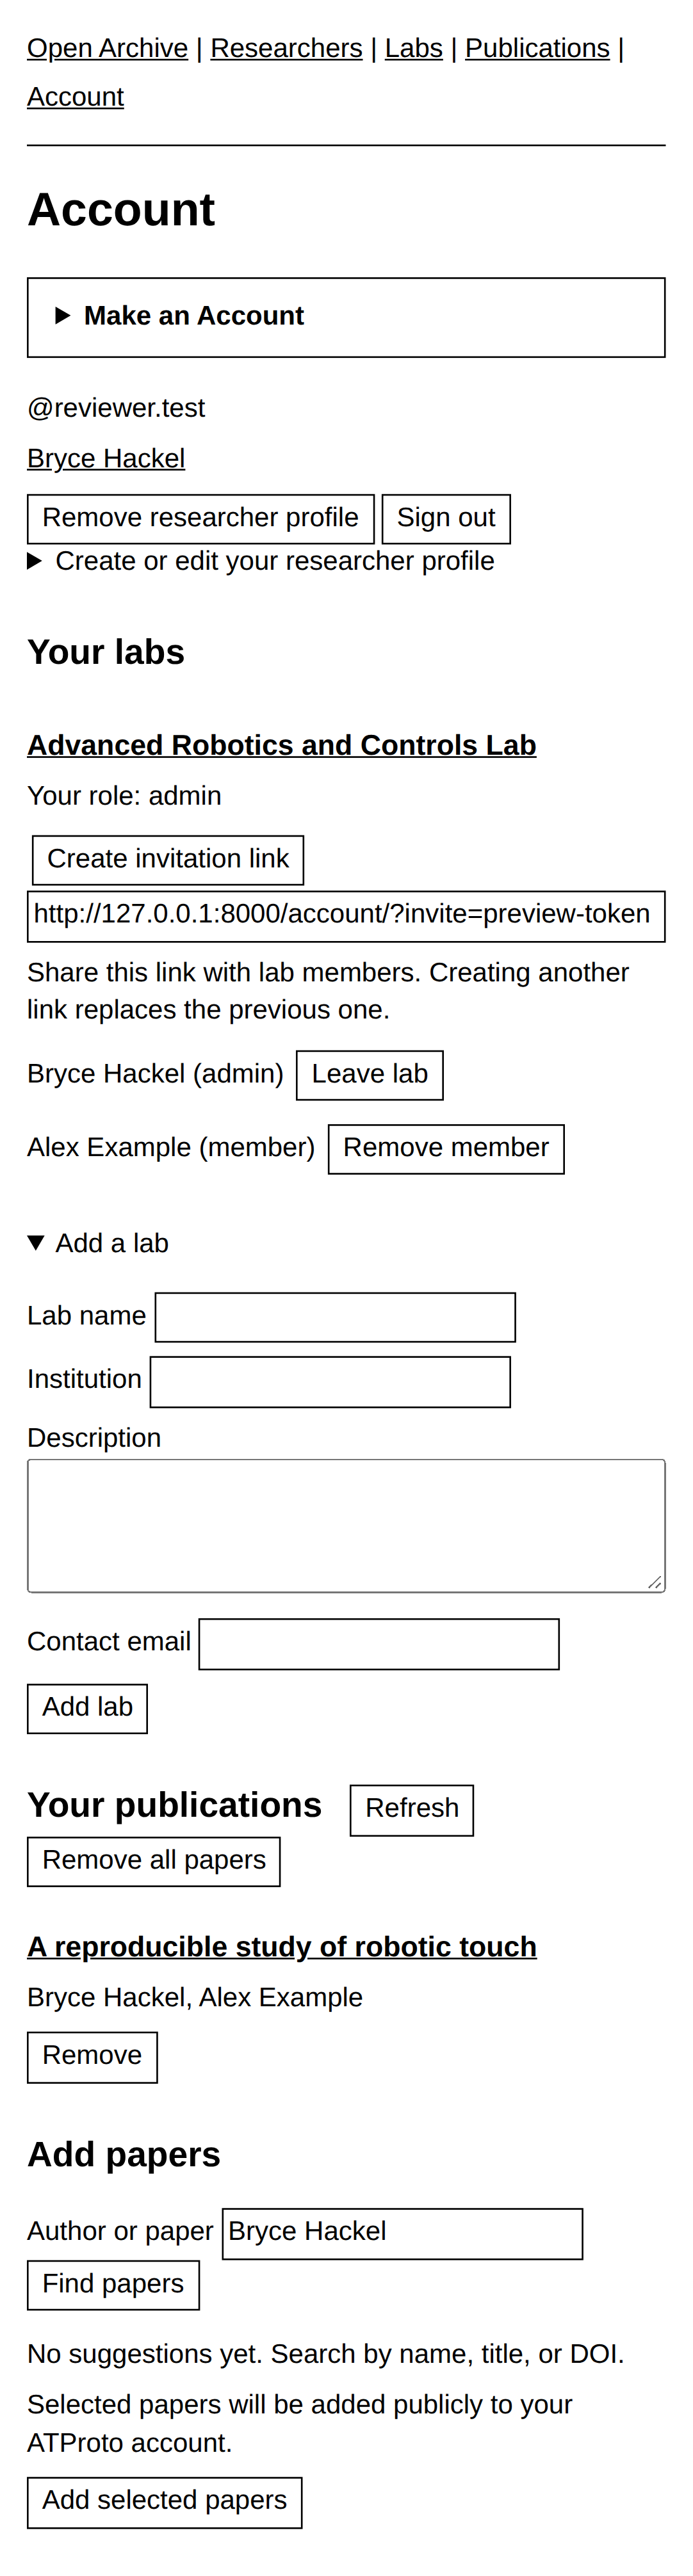 Open Archive | Researchers | Labs | Publications |
Account
Account
Make an Account
@reviewer.test
Bryce Hackel
Remove researcher profile Sign out
Create or edit your researcher profile
Your labs
Advanced Robotics and Controls Lab
Your role: admin
Create invitation link
http://127.0.0.1:8000/account/?invite=preview-token
Share this link with lab members. Creating another
link replaces the previous one.
Bryce Hackel (admin) Leave lab
Alex Example (member) Remove member
Add a lab
Lab name
Institution
Description
Contact email
Add lab
Your publications Refresh
Remove all papers
A reproducible study of robotic touch
Bryce Hackel, Alex Example
Remove
Add papers
Author or paper Bryce Hackel
Find papers
No suggestions yet. Search by name, title, or DOI.
Selected papers will be added publicly to your
ATProto account.
Add selected papers